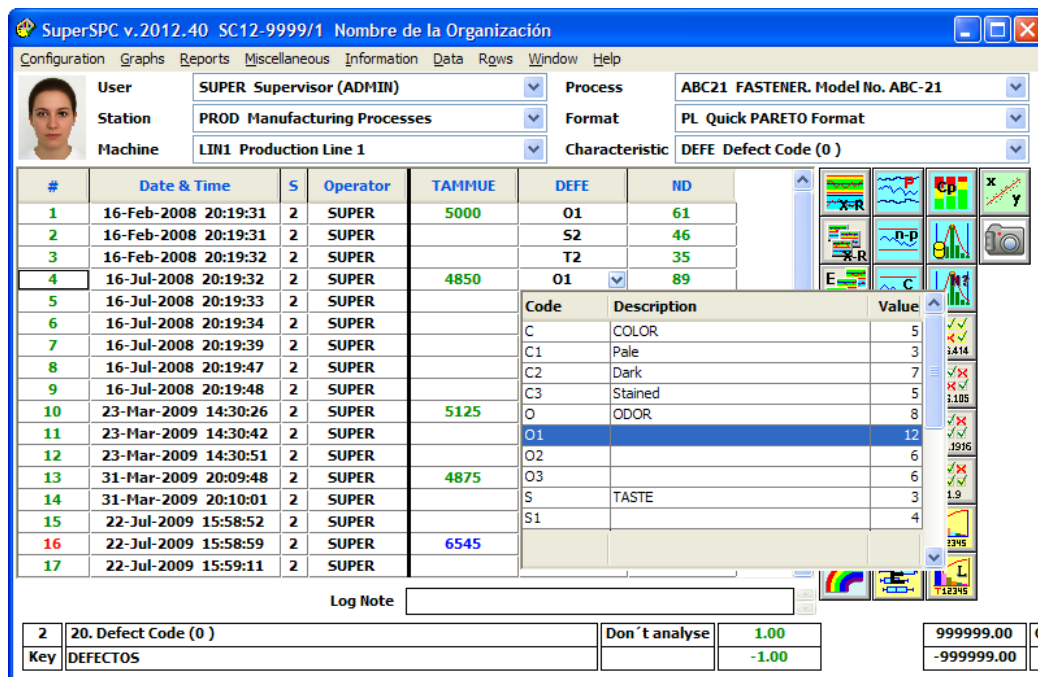 SuperSPC v.2012.40 SC12-9999/1 Nombre de la Organización
Configuration Graphs Reports Miscellaneous Information Data Rows Window Help
User SUPER Supervisor (ADMIN) Process ABC21 FASTENER. Model No. ABC-21
Station PROD Manufacturing Processes Format PL Quick PARETO Format
Machine LIN1 Production Line 1 Characteristic DEFE Defect Code (0 )
# Date & Time S Operator TAMMUE DEFE ND
1 16-Feb-2008 20:19:31 2 SUPER 5000 O1 61
2 16-Feb-2008 20:19:31 2 SUPER S2 46
3 16-Feb-2008 20:19:32 2 SUPER T2 35
4 16-Jul-2008 20:19:32 2 SUPER 4850 O1 89
5 16-Jul-2008 20:19:33 2 SUPER
6 16-Jul-2008 20:19:34 2 SUPER
7 16-Jul-2008 20:19:39 2 SUPER
8 16-Jul-2008 20:19:47 2 SUPER
9 16-Jul-2008 20:19:48 2 SUPER
10 23-Mar-2009 14:30:26 2 SUPER 5125
11 23-Mar-2009 14:30:42 2 SUPER
12 23-Mar-2009 14:30:51 2 SUPER
13 31-Mar-2009 20:09:48 2 SUPER 4875
14 31-Mar-2009 20:10:01 2 SUPER
15 22-Jul-2009 15:58:52 2 SUPER
16 22-Jul-2009 15:58:59 2 SUPER 6545
17 22-Jul-2009 15:59:11 2 SUPER
Code Description Value
C COLOR 5
C1 Pale 3
C2 Dark 7
C3 Stained 5
O ODOR 8
O1 12
O2 6
O3 6
S TASTE 3
S1 4
X-R P Cp x y
X-R n-p
E C N?
.414
.105
.1916
1.9
2345
L
T12345
Log Note
2 20. Defect Code (0 ) Don´t analyse 1.00 999999.00
Key DEFECTOS -1.00 -999999.00